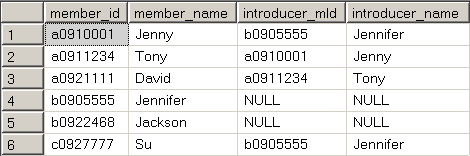 member_id member_name introducer_mId introducer_name
1 a0910001 Jenny b0905555 Jennifer
2 a0911234 Tony a0910001 Jenny
3 a0921111 David a0911234 Tony
4 b0905555 Jennifer NULL NULL
5 b0922468 Jackson NULL NULL
6 c0927777 Su b0905555 Jennifer